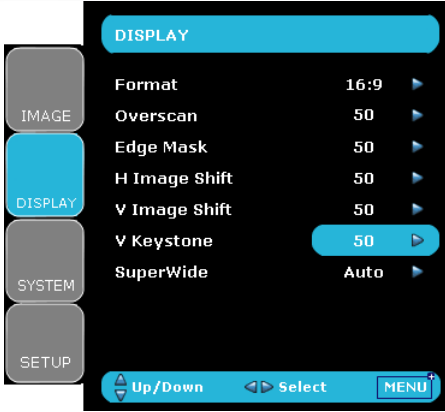 DISPLAY
IMAGE
DISPLAY
SYSTEM
SETUP
Format 16:9
Overscan 50
Edge Mask 50
H Image Shift 50
V Image Shift 50
V Keystone 50
SuperWide Auto
Up/Down Select MENU